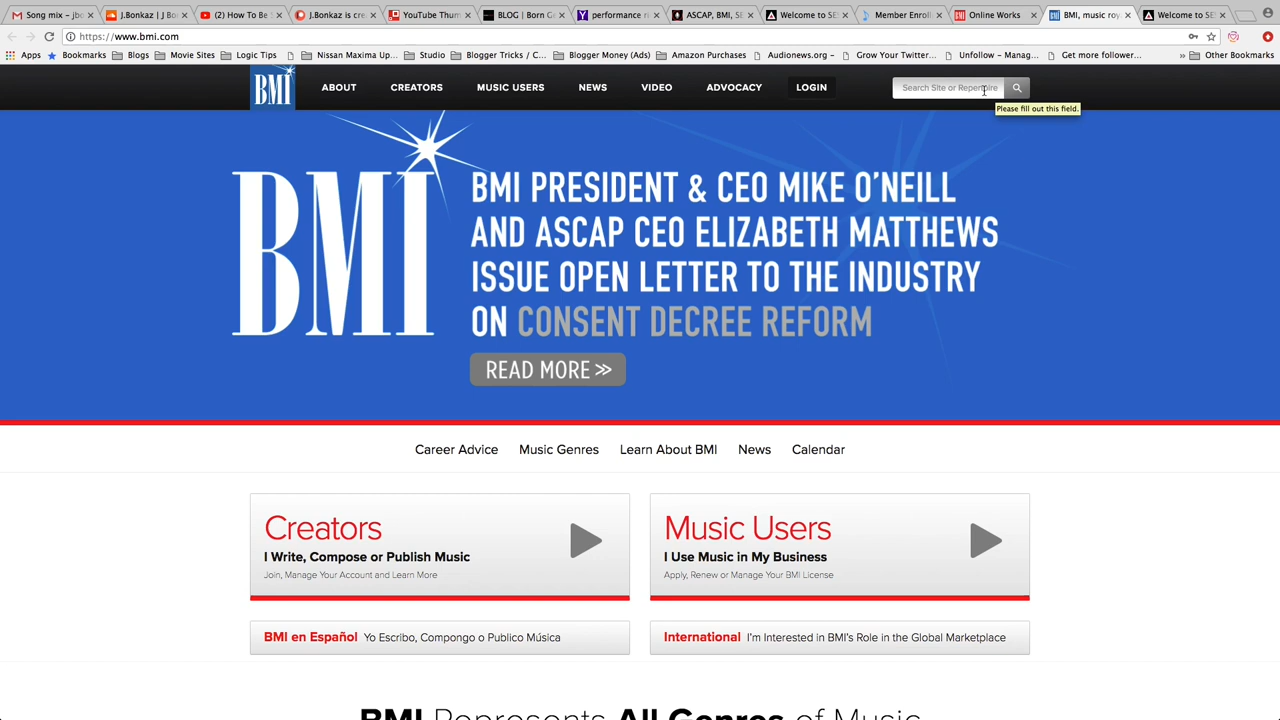 Song mix - jbo
J.Bonkaz | J Bo
(2) How To Be
J.Bonkaz is cre
YouTube Thum
BLOG | Born Ge
performance ri
ASCAP, BMI, SE
Welcome to SES
Member Enroll
Online Works
BMI, music roy
Welcome to SES
https://www.bmi.com
Apps
Bookmarks
Blogs
Movie Sites
Logic Tips
Nissan Maxima Up...
Studio
Blogger Tricks / C...
Blogger Money (Ads)
Amazon Purchases
Audionews.org -
Grow Your Twitter...
Unfollow – Manag...
Get more follower...
»
Other Bookmarks
BMI
ABOUT
CREATORS
MUSIC USERS
NEWS
VIDEO
ADVOCACY
LOGIN
Search Site or Repertoire
Please fill out this field.
BMI
BMI PRESIDENT & CEO MIKE O'NEILL
AND ASCAP CEO ELIZABETH MATTHEWS
ISSUE OPEN LETTER TO THE INDUSTRY
ON CONSENT DECREE REFORM
READ MORE >>
Career Advice
Music Genres
Learn About BMI
News
Calendar
Creators
I Write, Compose or Publish Music
Join, Manage Your Account and Learn More
Music Users
I Use Music in My Business
Apply, Renew or Manage Your BMI License
BMI en Español Yo Escribo, Compongo o Publico Música
International I'm Interested in BMI's Role in the Global Marketplace
BMI Represents All Genres of Music